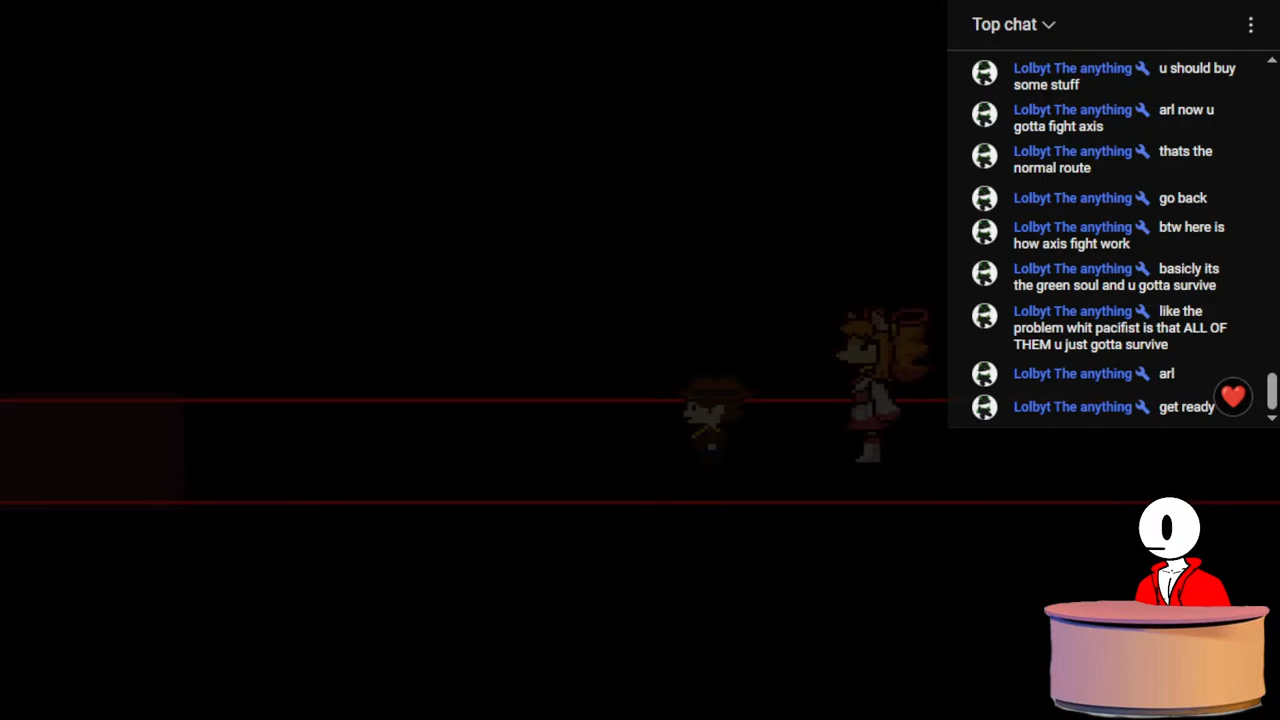 Top chat
Lolbyt The anything u should buy
some stuff
Lolbyt The anything arl now u
gotta fight axis
Lolbyt The anything thats the
normal route
Lolbyt The anything go back
Lolbyt The anything btw here is
how axis fight work
Lolbyt The anything basicly its
the green soul and u gotta survive
Lolbyt The anything like the
problem whit pacifist is that ALL OF
THEM u just gotta survive
Lolbyt The anything arl
Lolbyt The anything get ready